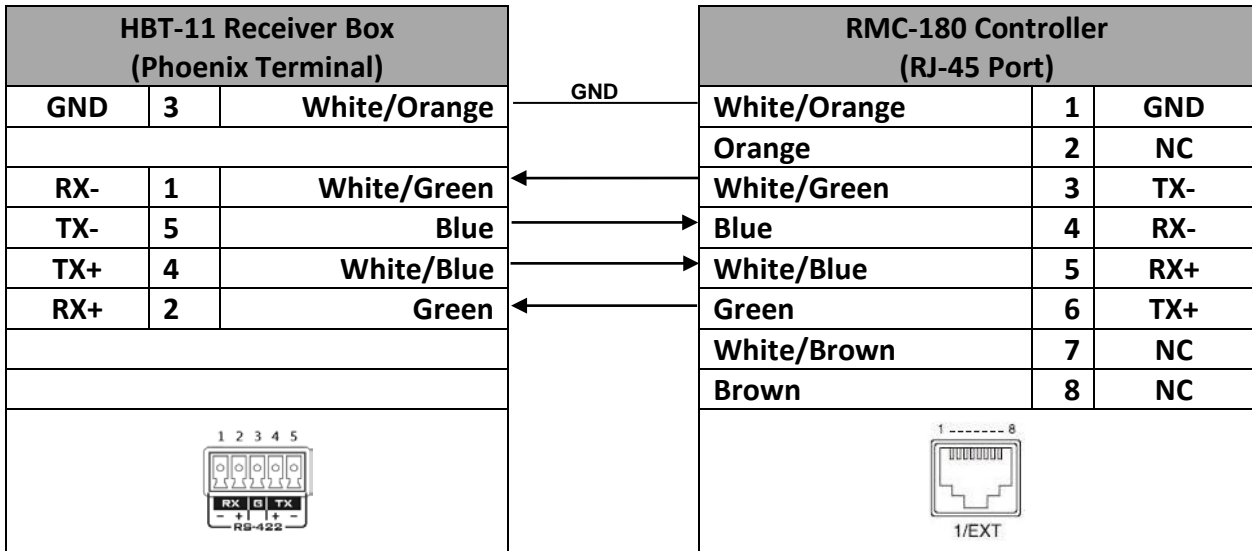 HBT-11 Receiver Box
(Phoenix Terminal)
RMC-180 Controller
(RJ-45 Port)
GND 3 White/Orange GND White/Orange 1 GND
Orange 2 NC
RX- 1 White/Green White/Green 3 TX-
TX- 5 Blue Blue 4 RX-
TX+ 4 White/Blue White/Blue 5 RX+
RX+ 2 Green Green 6 TX+
White/Brown 7 NC
Brown 8 NC
1 2 3 4 5
RX G TX
- + + -
RS-422
1 ------- 8
1/EXT